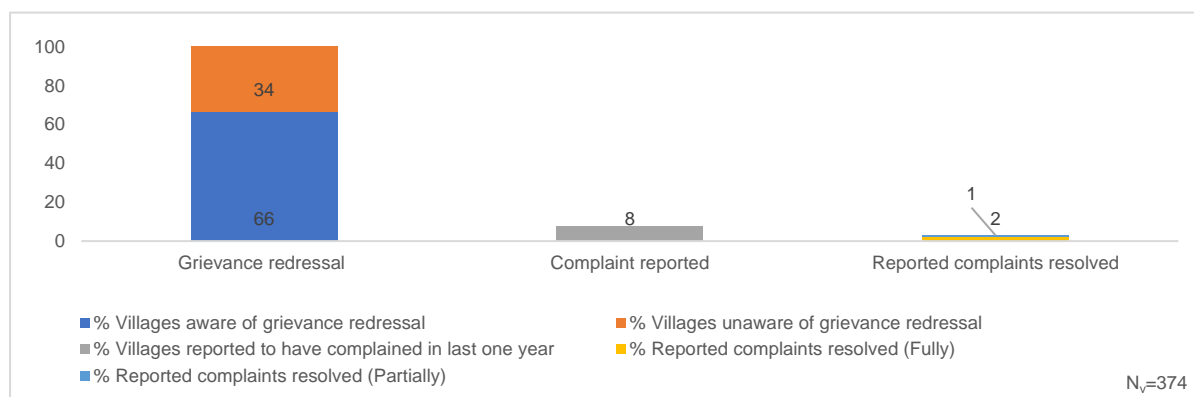 100
80
60
40
20
0
34
66
8
1
2
Grievance redressal
Complaint reported
Reported complaints resolved
% Villages aware of grievance redressal
% Villages unaware of grievance redressal
% Villages reported to have complained in last one year
% Reported complaints resolved (Fully)
% Reported complaints resolved (Partially)
Nv=374